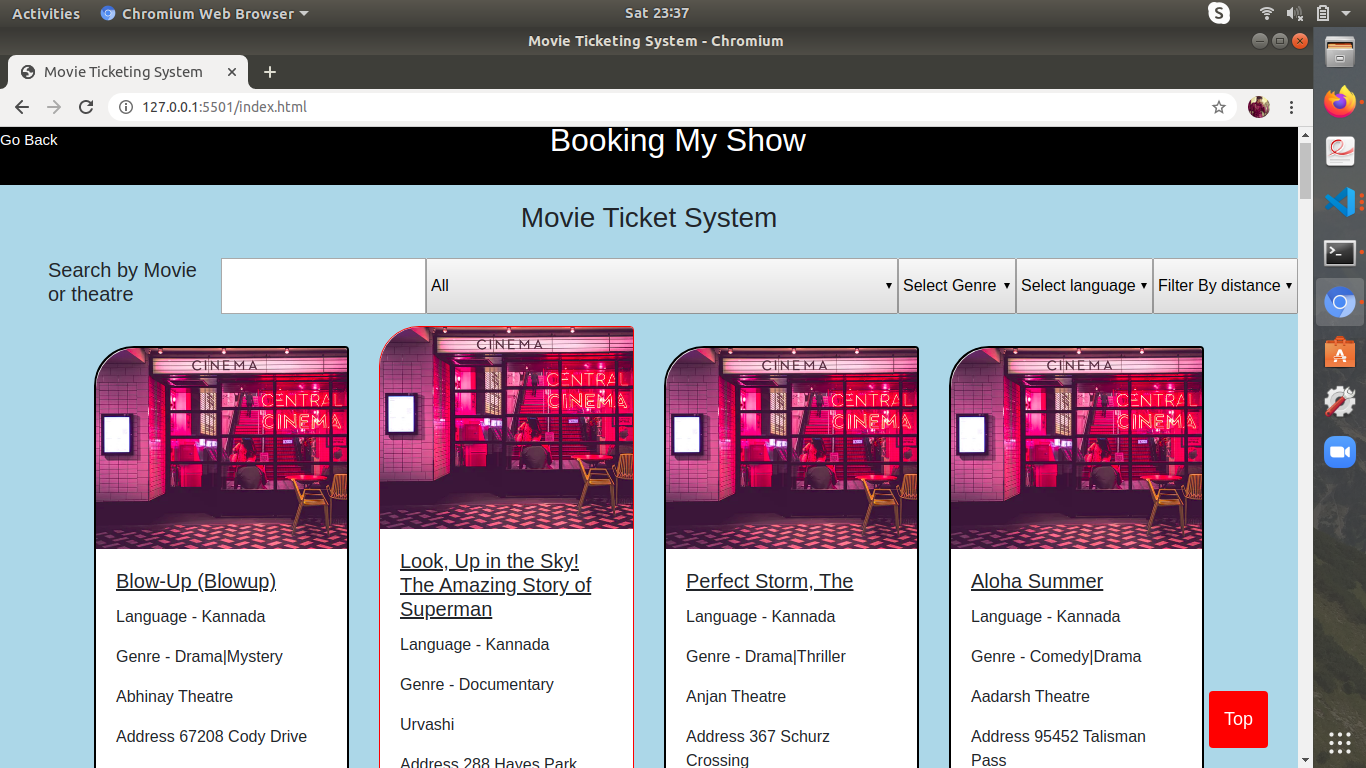 Activities Chromium Web Browser Sat 23:37 S
Movie Ticketing System - Chromium
Movie Ticketing System
127.0.0.1:5501/index.html
Go Back
Booking My Show
Movie Ticket System
Search by Movie
or theatre
All
Select Genre
Select language
Filter By distance
CINEMA
CENTRAL
CINEMA
Blow-Up (Blowup)
Language - Kannada
Genre - Drama|Mystery
Abhinay Theatre
Address 67208 Cody Drive
CINEMA
CENTRAL
CINEMA
Look, Up in the Sky!
The Amazing Story of
Superman
Language - Kannada
Genre - Documentary
Urvashi
Address 288 Hayes Park
CINEMA
CENTRAL
CINEMA
Perfect Storm, The
Language - Kannada
Genre - Drama|Thriller
Anjan Theatre
Address 367 Schurz
Crossing
CINEMA
CENTRAL
CINEMA
Aloha Summer
Language - Kannada
Genre - Comedy|Drama
Aadarsh Theatre
Address 95452 Talisman
Pass
Top